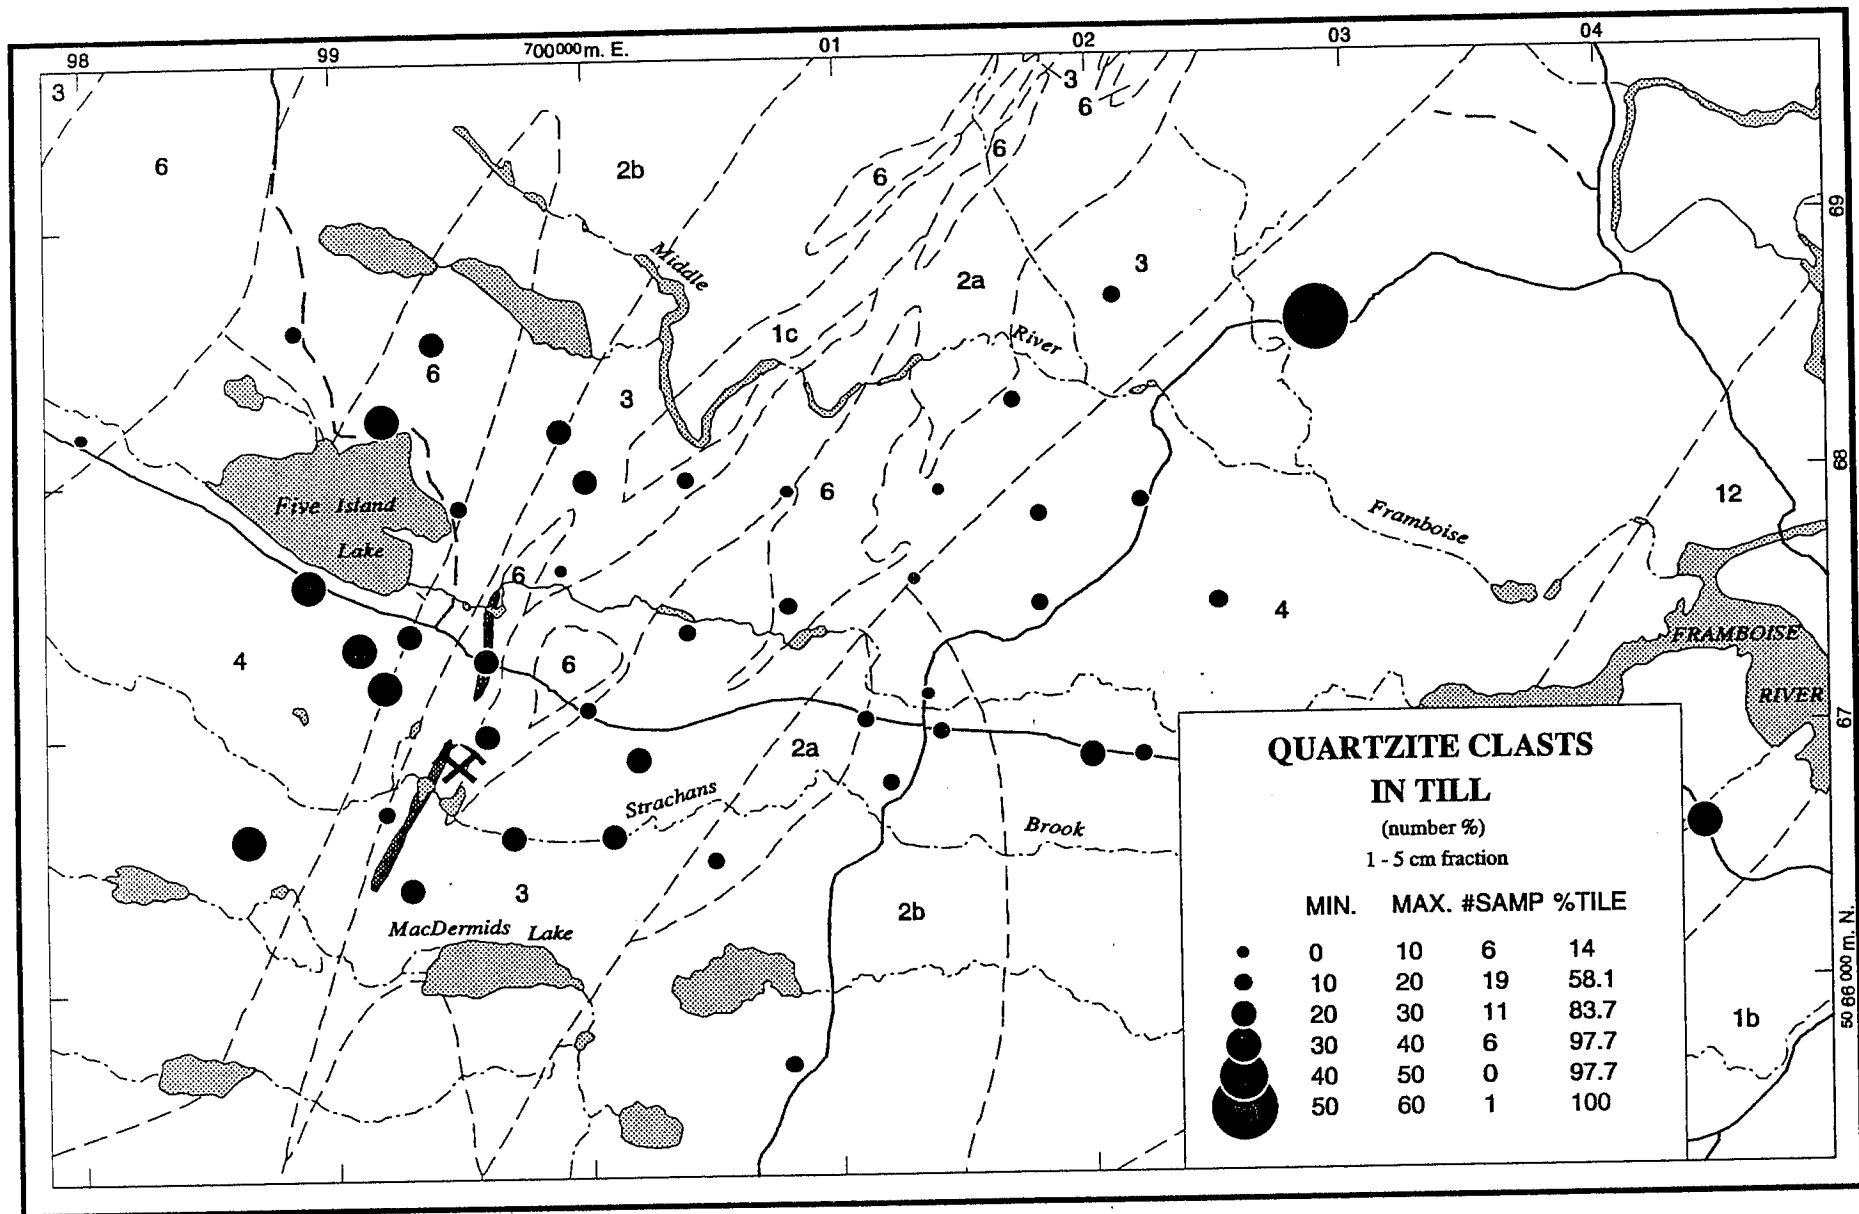 98
99
700000 m. E.
01
02
03
04
3
6
2b
6
6
3
6
69
Middle
2a
3
1c
River
6
3
68
Five Island
Lake
6
12
Framboise
6
4
4
6
FRAMBOISE
RIVER
67
2a
Strachans
Brook
3
2b
MacDermids Lake
QUARTZITE CLASTS
IN TILL
(number %)
1 - 5 cm fraction
MIN. MAX. #SAMP %TILE
0 10 6 14
10 20 19 58.1
20 30 11 83.7
30 40 6 97.7
40 50 0 97.7
50 60 1 100
1b
50 66 000 m. N.